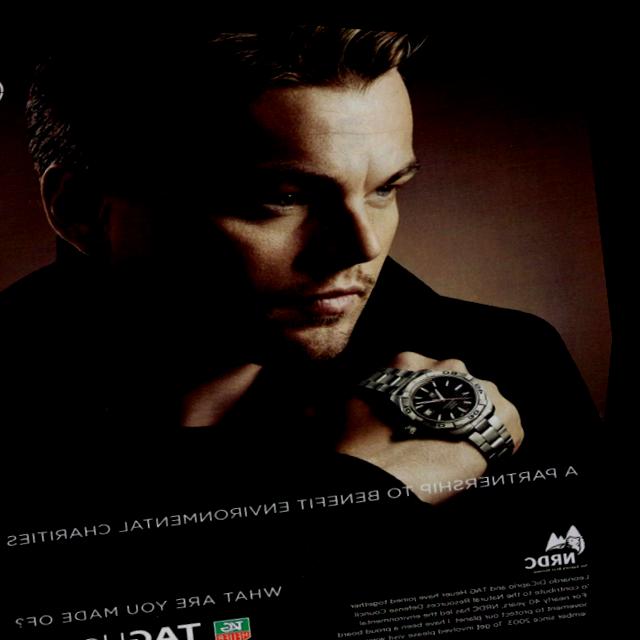 A PARTNERSHIP TO BENEFIT ENVIRONMENTAL CHARITIES
NRDC
WHAT ARE YOU MADE OF?
TAG
HEUER
TAG
Leonardo DiCaprio and TAG Heuer have joined together
to contribute to the Natural Resources Defense Council.
For nearly 40 years, NRDC has led the environmental
movement to protect our planet. I have been a proud board
member since 2003. To get involved please visit